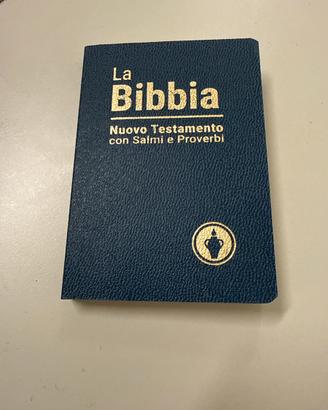 La
Bibbia
Nuovo Testamento
con Salmi e Proverbi